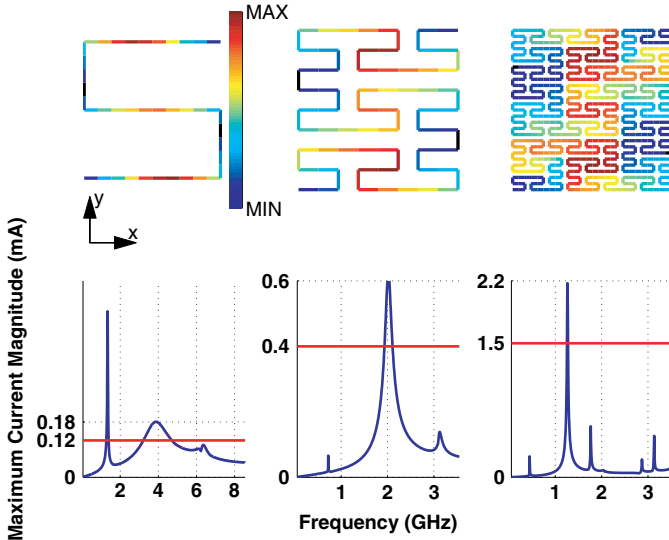 MAX
MIN
y
x
Maximum Current Magnitude (mA)
0.18
0.12
0
2 4 6 8
0.6
0.4
0
1 2 3
2.2
1.5
0
1 2 3
Frequency (GHz)